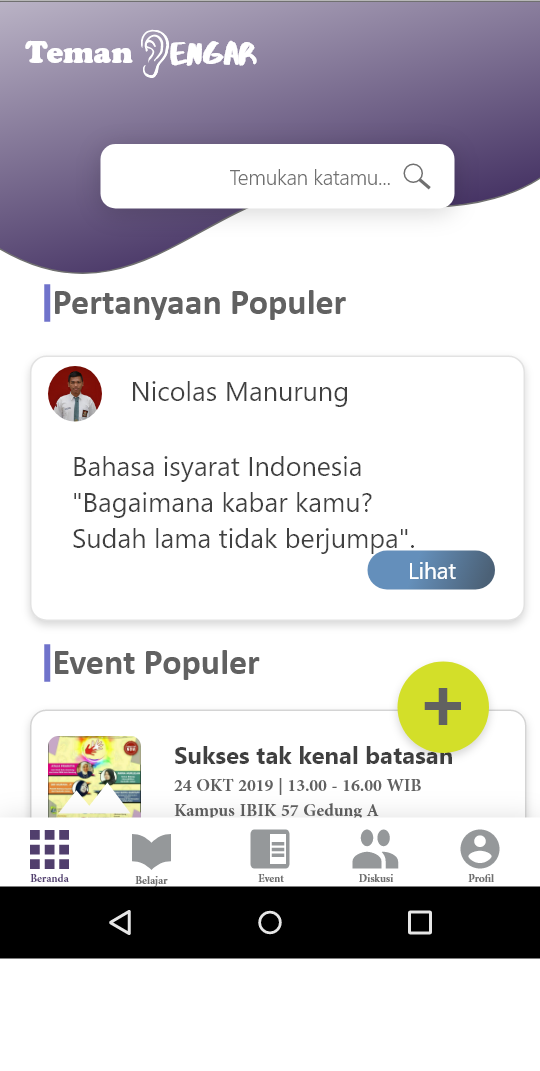 Teman DENGAR
Temukan katamu...
Pertanyaan Populer
Nicolas Manurung
Bahasa isyarat Indonesia
"Bagaimana kabar kamu?
Sudah lama tidak berjumpa".
Lihat
Event Populer
+
Sukses tak kenal batasan
24 OKT 2019 | 13.00 - 16.00 WIB
Kampus IBIK 57 Gedung A
Beranda
Belajar
Event
Diskusi
Profil